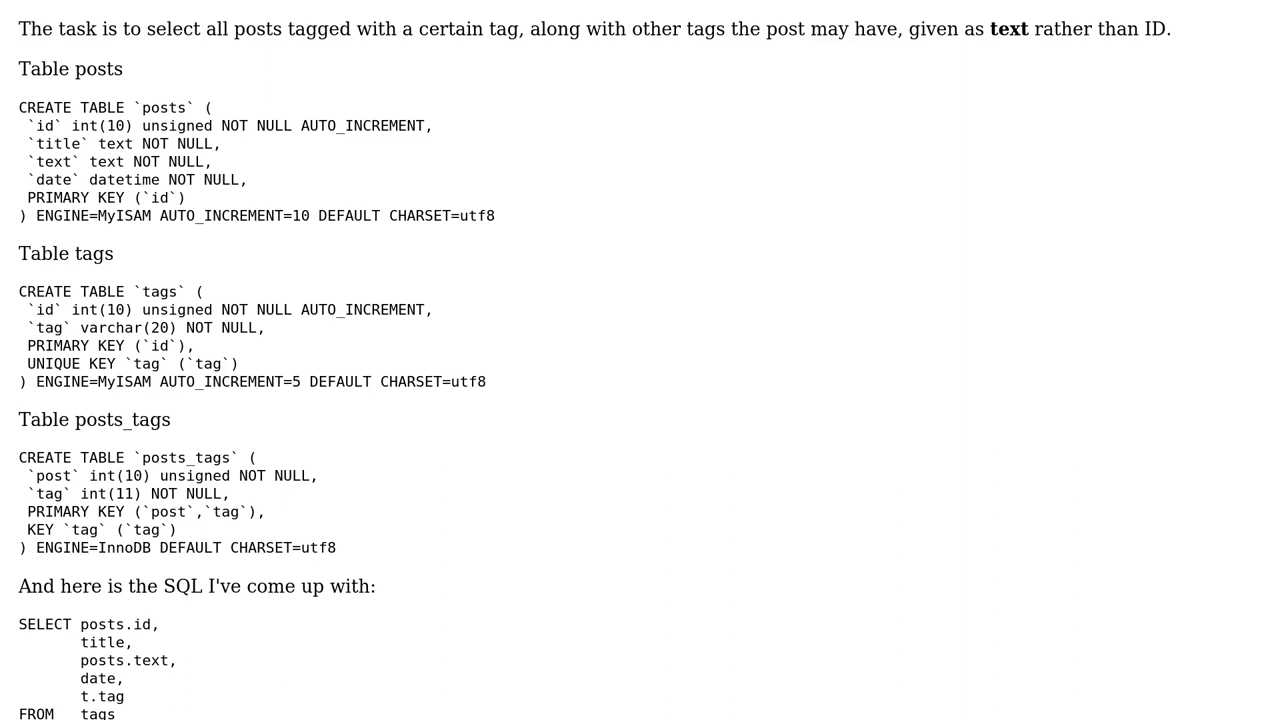 The task is to select all posts tagged with a certain tag, along with other tags the post may have, given as text rather than ID.
Table posts
CREATE TABLE `posts` (
 `id` int(10) unsigned NOT NULL AUTO_INCREMENT,
 `title` text NOT NULL,
 `text` text NOT NULL,
 `date` datetime NOT NULL,
 PRIMARY KEY (`id`)
) ENGINE=MyISAM AUTO_INCREMENT=10 DEFAULT CHARSET=utf8
Table tags
CREATE TABLE `tags` (
 `id` int(10) unsigned NOT NULL AUTO_INCREMENT,
 `tag` varchar(20) NOT NULL,
 PRIMARY KEY (`id`),
 UNIQUE KEY `tag` (`tag`)
) ENGINE=MyISAM AUTO_INCREMENT=5 DEFAULT CHARSET=utf8
Table posts_tags
CREATE TABLE `posts_tags` (
 `post` int(10) unsigned NOT NULL,
 `tag` int(11) NOT NULL,
 PRIMARY KEY (`post`,`tag`),
 KEY `tag` (`tag`)
) ENGINE=InnoDB DEFAULT CHARSET=utf8
And here is the SQL I've come up with:
SELECT posts.id,
       title,
       posts.text,
       date,
       t.tag
FROM   tags